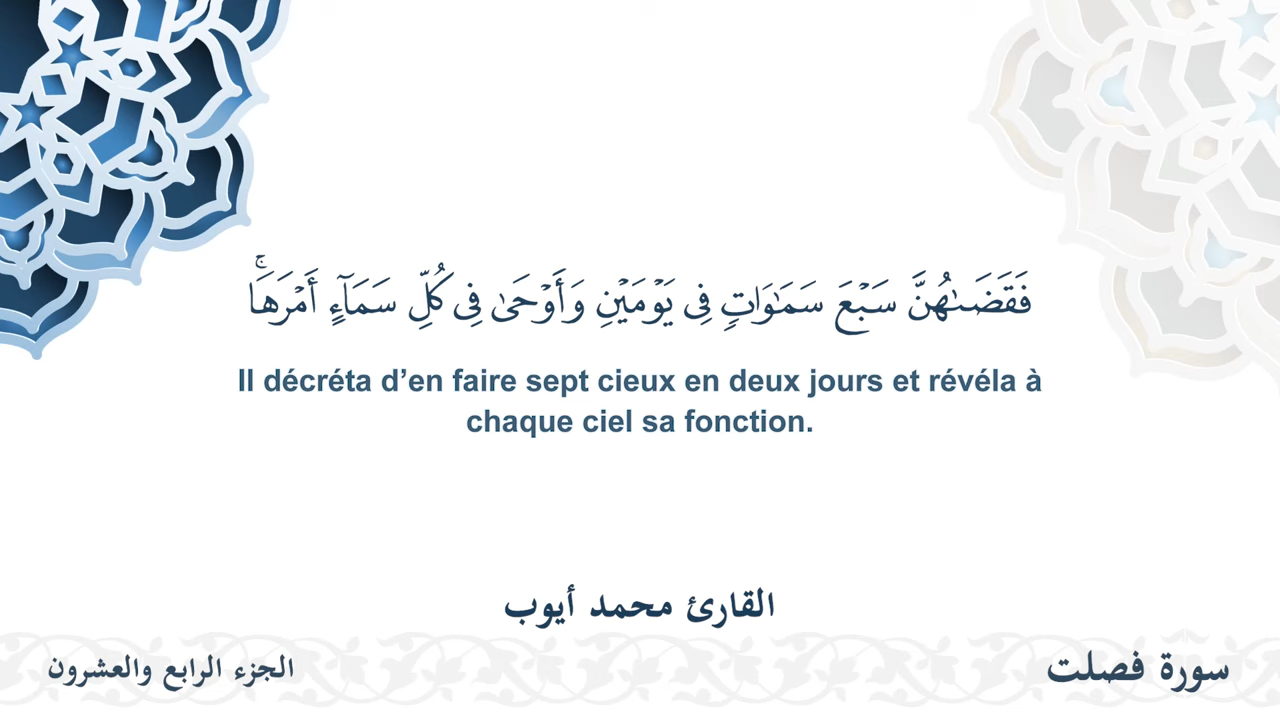 فَقَضَىٰهُنَّ سَبْعَ سَمَٰوَاتٍۢ فِى يَوْمَيْنِ وَأَوْحَىٰ فِى كُلِّ سَمَآءٍ أَمْرَهَا ۚ
Il décréta d’en faire sept cieux en deux jours et révéla à
chaque ciel sa fonction.
القارئ محمد أيوب
سورة فصلت
الجزء الرابع والعشرون